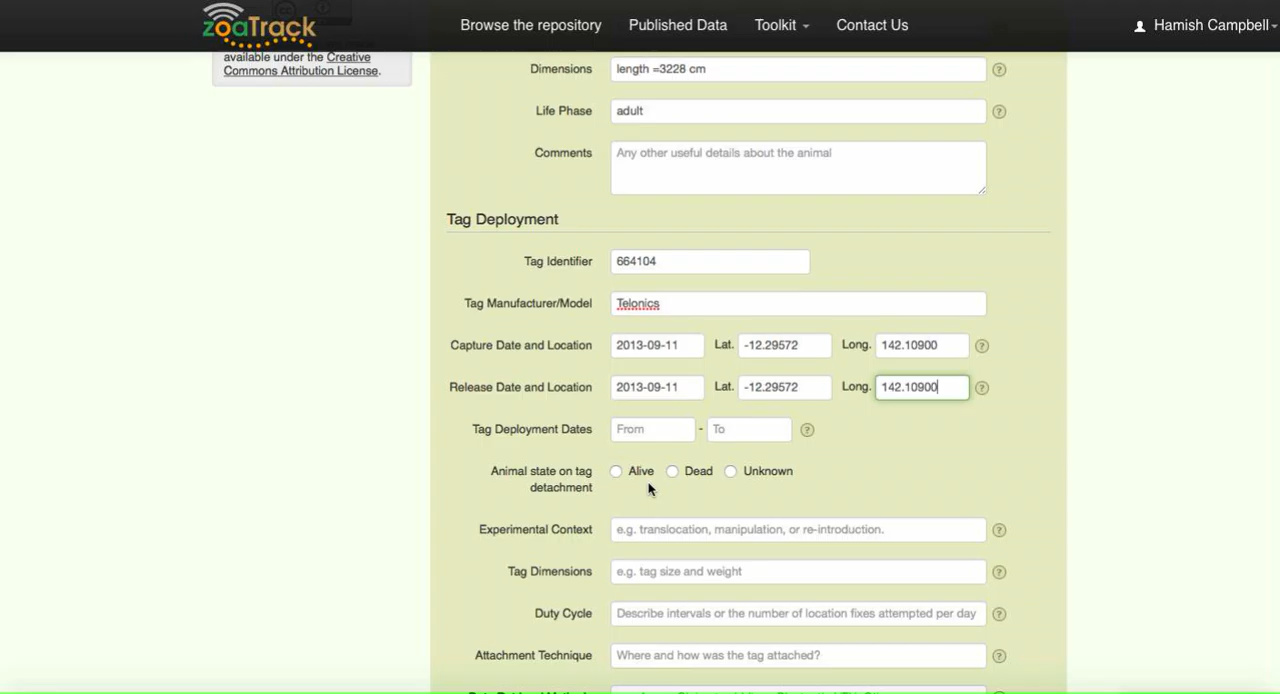 zoaTrack
Browse the repository
Published Data
Toolkit
Contact Us
Hamish Campbell
available under the Creative
Commons Attribution License.
Dimensions
length =3228 cm
Life Phase
adult
Comments
Any other useful details about the animal
Tag Deployment
Tag Identifier
664104
Tag Manufacturer/Model
Telonics
Capture Date and Location
2013-09-11
Lat.
-12.29572
Long.
142.10900
Release Date and Location
2013-09-11
Lat.
-12.29572
Long.
142.10900
Tag Deployment Dates
From
-
To
Animal state on tag
detachment
Alive
Dead
Unknown
Experimental Context
e.g. translocation, manipulation, or re-introduction.
Tag Dimensions
e.g. tag size and weight
Duty Cycle
Describe intervals or the number of location fixes attempted per day
Attachment Technique
Where and how was the tag attached?